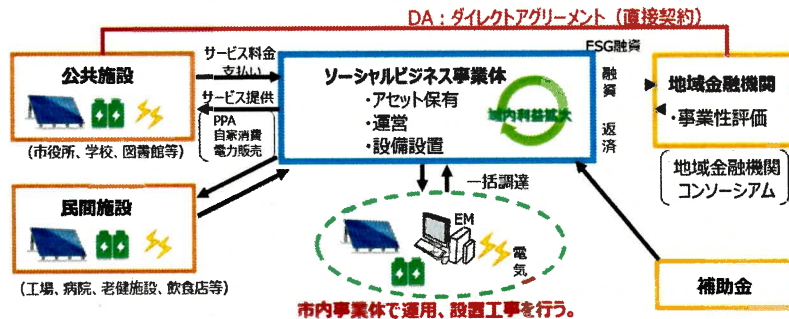 DA：ダイレクトアグリーメント（直接契約）
公共施設
(市役所、学校、図書館等)
サービス料金
支払い
サービス提供
PPA
自家消費
電力販売
ソーシャルビジネス事業体
・アセット保有
・運営
・設備設置
域内利益拡大
ESG融資
融資
返済
地域金融機関
・事業性評価
地域金融機関
コンソーシアム
民間施設
(工場、病院、老健施設、飲食店等)
一括調達
EM
電気
市内事業体で運用、設置工事を行う。
補助金